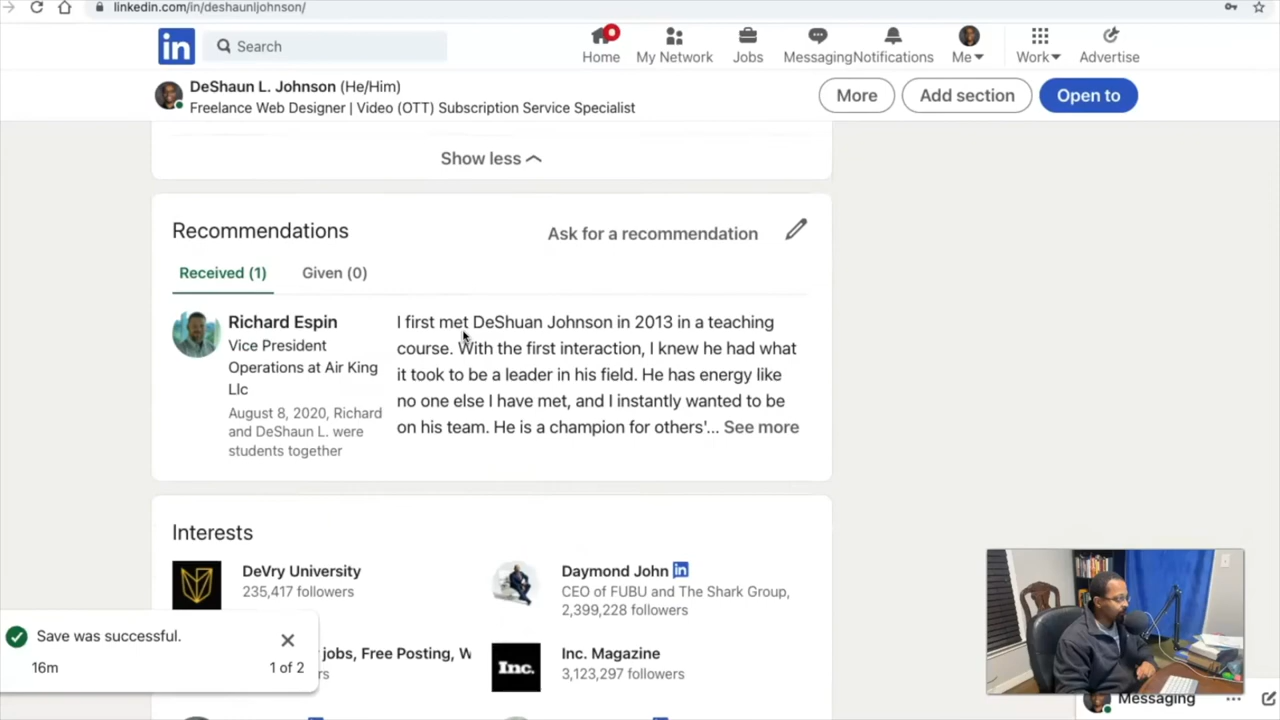 linkedin.com/in/deshaunljohnson/
in
Search
Home
My Network
Jobs
Messaging
Notifications
Me
Work
Advertise
DeShaun L. Johnson (He/Him)
Freelance Web Designer | Video (OTT) Subscription Service Specialist
More
Add section
Open to
Show less
Recommendations
Ask for a recommendation
Received (1)
Given (0)
Richard Espin
Vice President
Operations at Air King
Llc
August 8, 2020, Richard
and DeShaun L. were
students together
I first met DeShuan Johnson in 2013 in a teaching
course. With the first interaction, I knew he had what
it took to be a leader in his field. He has energy like
no one else I have met, and I instantly wanted to be
on his team. He is a champion for others'... See more
Interests
DeVry University
235,417 followers
Daymond John in
CEO of FUBU and The Shark Group,
2,399,228 followers
jobs, Free Posting, W
rs
Inc.
Inc. Magazine
3,123,297 followers
Save was successful.
16m
1 of 2
Messaging